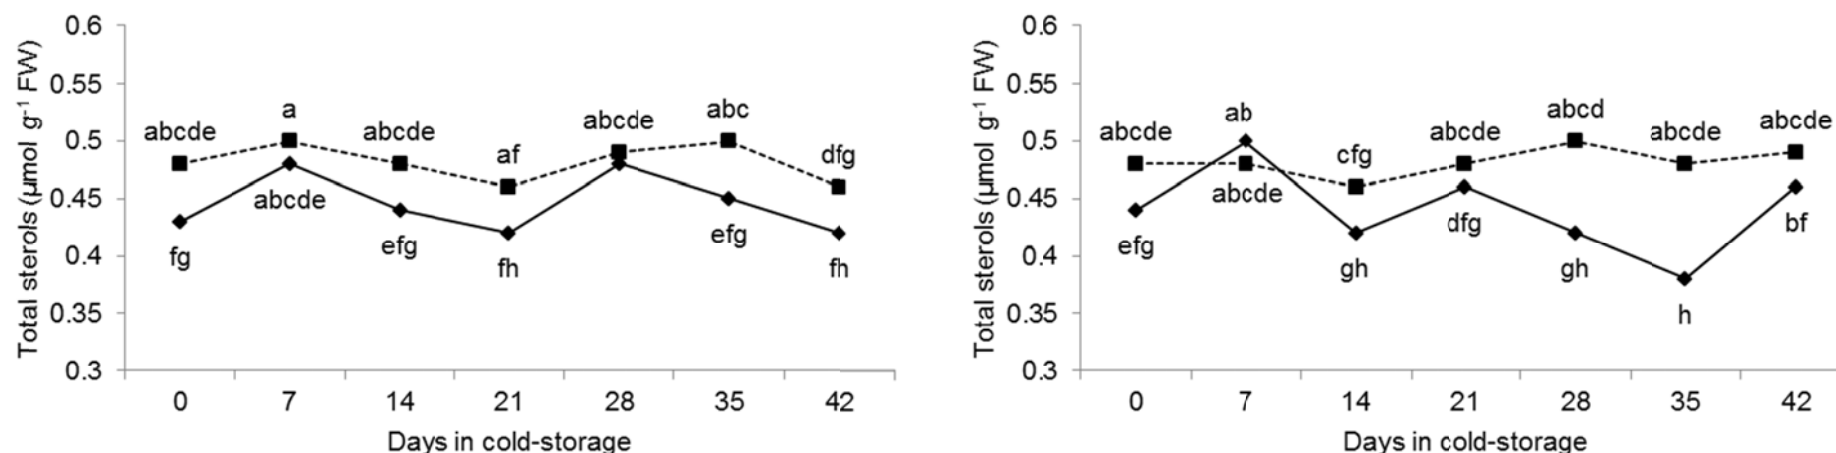 Total sterols (µmol g⁻¹ FW)
0.6
0.55
0.5
0.45
0.4
0.35
0.3
abcde
a
abcde
af
abcde
abc
dfg
fg
abcde
efg
fh
efg
fh
0 7 14 21 28 35 42
Days in cold-storage
Total sterols (µmol g⁻¹ FW)
0.6
0.55
0.5
0.45
0.4
0.35
0.3
abcde
ab
cfg
abcde
abcd
abcde
abcde
efg
abcde
gh
dfg
gh
h
bf
0 7 14 21 28 35 42
Days in cold-storage